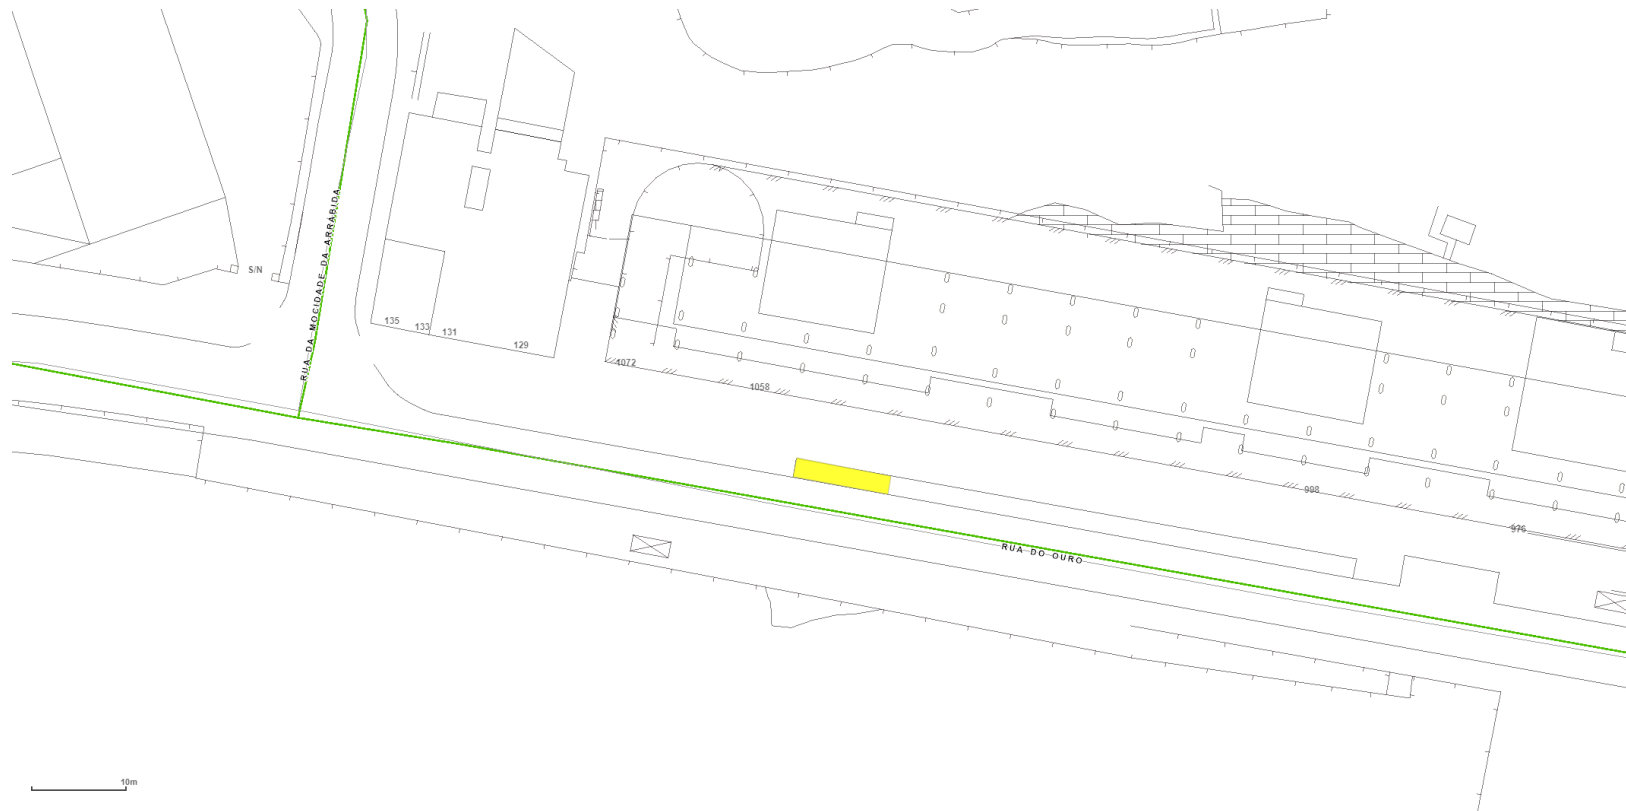 RUA DA MOCIDADE DA ARRÁBIDA
S/N
135
133
131
129
1072
1058
998
976
RUA DO OURO
10m